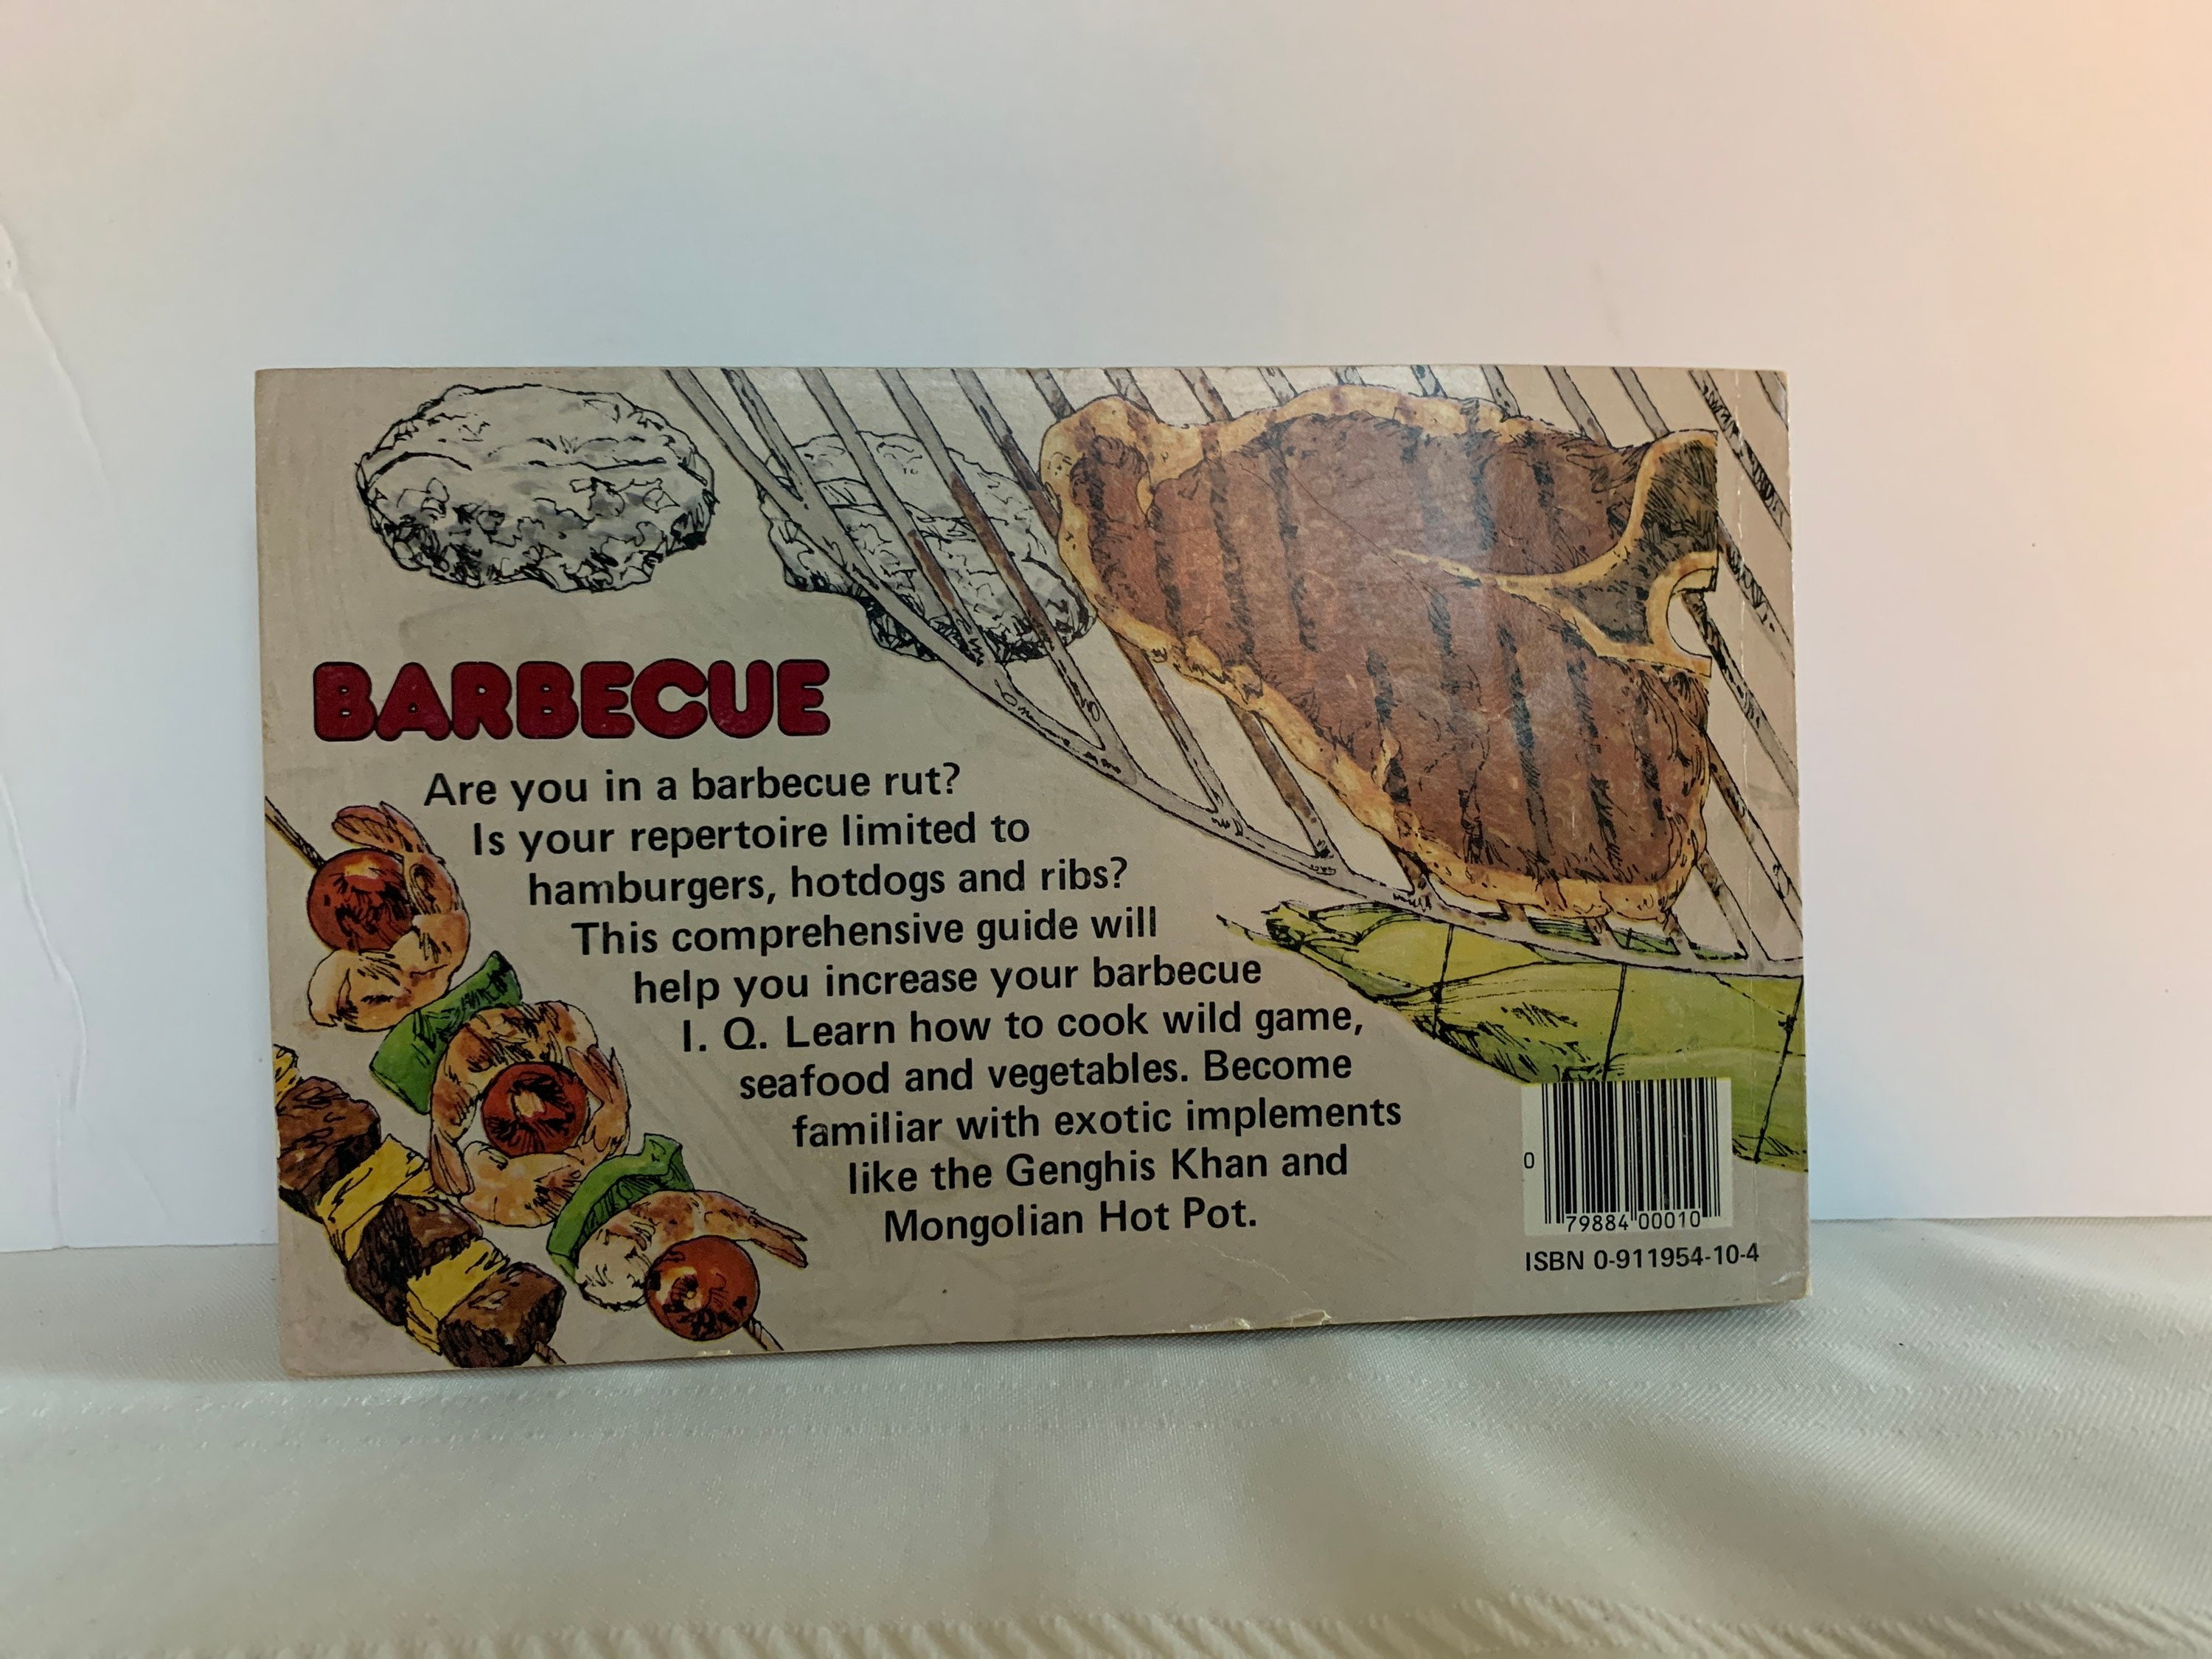 BARBECUE
Are you in a barbecue rut?
Is your repertoire limited to
hamburgers, hotdogs and ribs?
This comprehensive guide will
help you increase your barbecue
I. Q. Learn how to cook wild game,
seafood and vegetables. Become
familiar with exotic implements
like the Genghis Khan and
Mongolian Hot Pot.
0
79884 00010
ISBN 0-911954-10-4